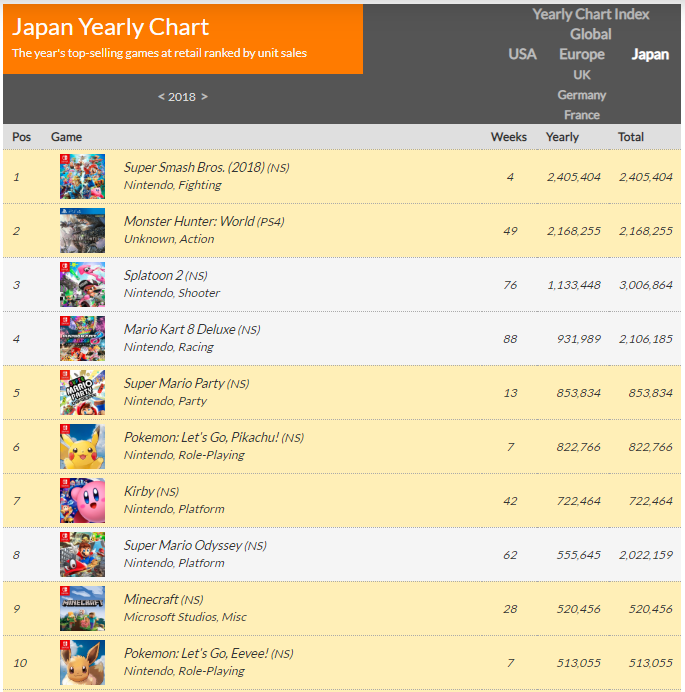 Japan Yearly Chart
The year's top-selling games at retail ranked by unit sales
< 2018 >
Yearly Chart Index
Global
USA Europe Japan
UK
Germany
France
Pos Game Weeks Yearly Total
1 Super Smash Bros. (2018) (NS) 4 2,405,404 2,405,404
Nintendo, Fighting
2 Monster Hunter: World (PS4) 49 2,168,255 2,168,255
Unknown, Action
3 Splatoon 2 (NS) 76 1,133,448 3,006,864
Nintendo, Shooter
4 Mario Kart 8 Deluxe (NS) 88 931,989 2,106,185
Nintendo, Racing
MARIO PARTY
5 Super Mario Party (NS) 13 853,834 853,834
Nintendo, Party
6 Pokemon: Let's Go, Pikachu! (NS) 7 822,766 822,766
Nintendo, Role-Playing
7 Kirby (NS) 42 722,464 722,464
Nintendo, Platform
8 Super Mario Odyssey (NS) 62 555,645 2,022,159
Nintendo, Platform
MINECRAFT
9 Minecraft (NS) 28 520,456 520,456
Microsoft Studios, Misc
10 Pokemon: Let's Go, Eevee! (NS) 7 513,055 513,055
Nintendo, Role-Playing